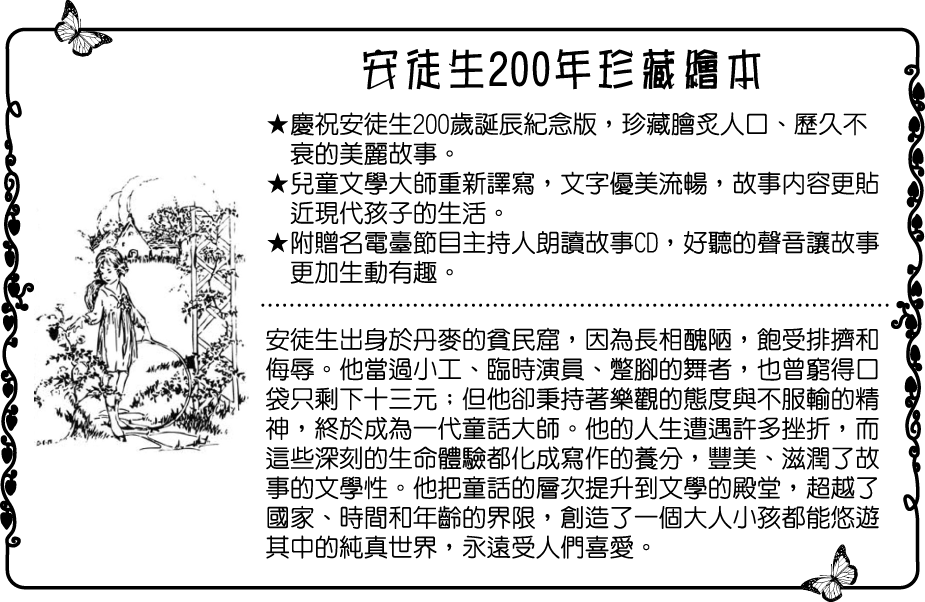 安徒生200年珍藏繪本
★慶祝安徒生200歲誕辰紀念版，珍藏膾炙人口、歷久不
衰的美麗故事。
★兒童文學大師重新譯寫，文字優美流暢，故事內容更貼
近現代孩子的生活。
★附贈名電臺節目主持人朗讀故事CD，好聽的聲音讓故事
更加生動有趣。
安徒生出身於丹麥的貧民窟，因為長相醜陋，飽受排擠和
侮辱。他當過小工、臨時演員、蹩腳的舞者，也曾窮得口
袋只剩下十三元；但他卻秉持著樂觀的態度與不服輸的精
神，終於成為一代童話大師。他的人生遭遇許多挫折，而
這些深刻的生命體驗都化成寫作的養分，豐美、滋潤了故
事的文學性。他把童話的層次提升到文學的殿堂，超越了
國家、時間和年齡的界限，創造了一個大人小孩都能悠遊
其中的純真世界，永遠受人們喜愛。